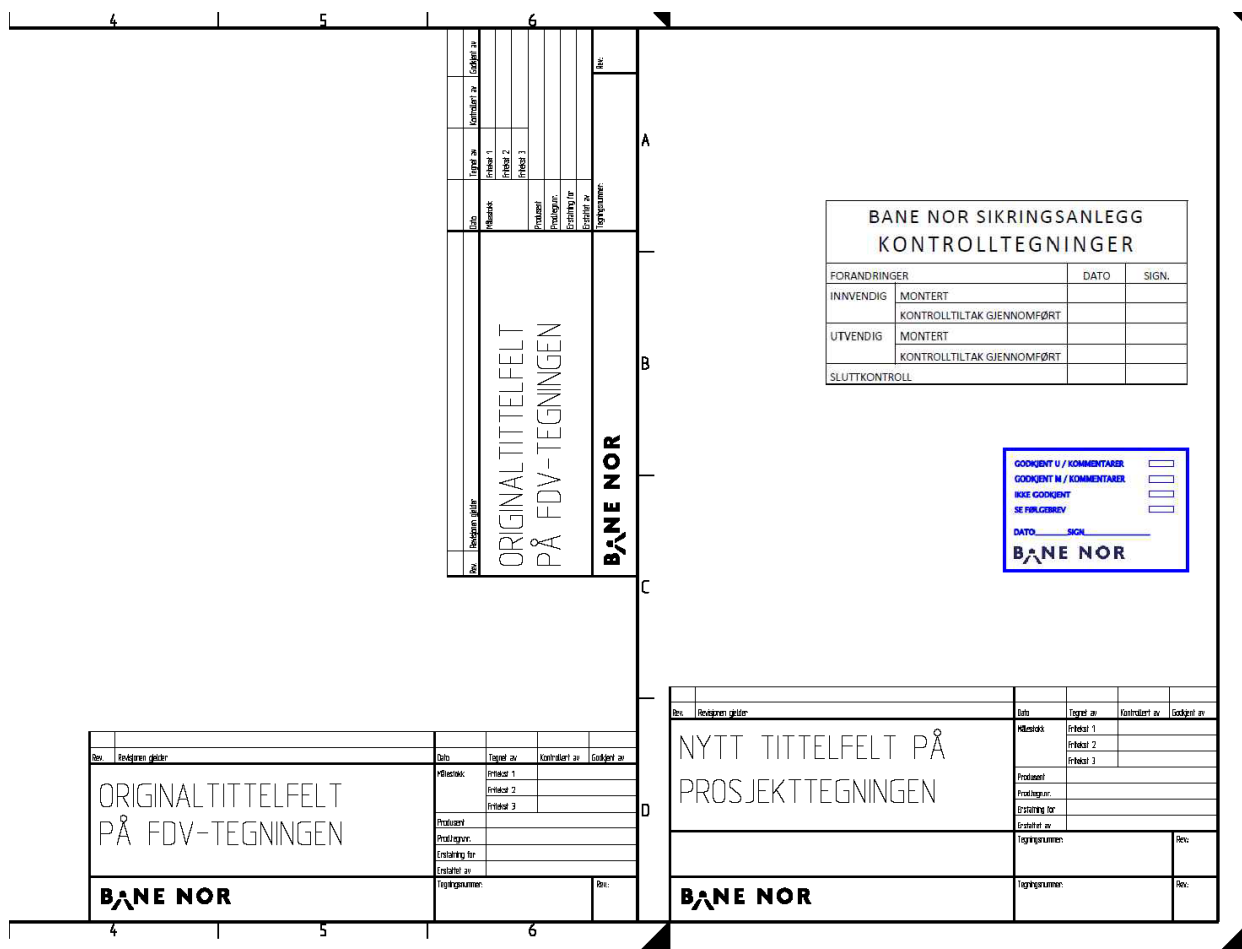 4 5 6
Rev. Revisjonen gjelder Dato Tegnet av Kontrollert av Godkjent av
Målestokk Fritekst 1
Fritekst 2
Fritekst 3
Produsent
Prod.tegn.nr.
Erstatning for
Erstattet av
ORIGINALTITTELFELT
PÅ FDV-TEGNINGEN
Tegningsnummer: Rev.:
BANE NOR
A
B
C
D
BANE NOR SIKRINGSANLEGG
KONTROLLTEGNINGER
FORANDRINGER DATO SIGN.
INNVENDIG MONTERT
KONTROLLTILTAK GJENNOMFØRT
UTVENDIG MONTERT
KONTROLLTILTAK GJENNOMFØRT
SLUTTKONTROLL
GODKJENT U / KOMMENTARER
GODKJENT M / KOMMENTARER
IKKE GODKJENT
SE FØLGEBREV
DATO SIGN.
BANE NOR
Rev. Revisjonen gjelder Dato Tegnet av Kontrollert av Godkjent av
ORIGINALTITTELFELT
PÅ FDV-TEGNINGEN
Målestokk Fritekst 1
Fritekst 2
Fritekst 3
Produsent
Prod.tegn.nr.
Erstatning for
Erstattet av
BANE NOR
Tegningsnummer: Rev.:
Rev. Revisjonen gjelder Dato Tegnet av Kontrollert av Godkjent av
NYTT TITTELFELT PÅ
PROSJEKTTEGNINGEN
Målestokk Fritekst 1
Fritekst 2
Fritekst 3
Produsent
Prod.tegn.nr.
Erstatning for
Erstattet av
Tegningsnummer: Rev.:
BANE NOR
Tegningsnummer: Rev.:
4 5 6